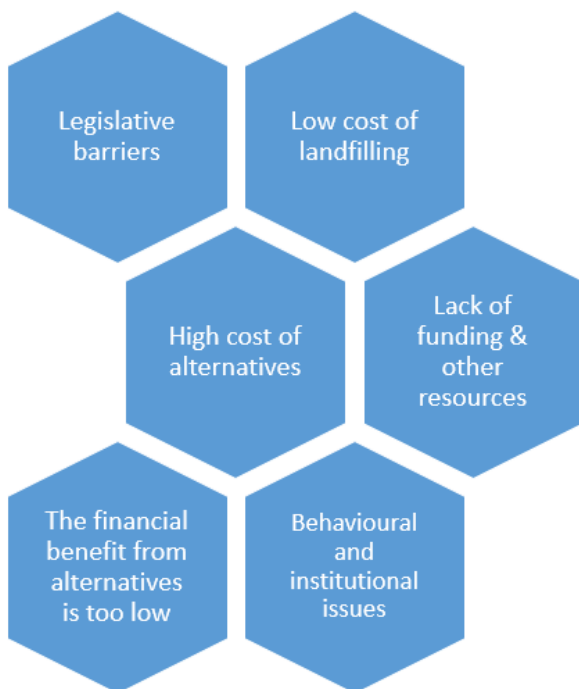 Legislative
barriers
Low cost of
landfilling
High cost of
alternatives
Lack of
funding &
other
resources
The financial
benefit from
alternatives
is too low
Behavioural
and
institutional
issues